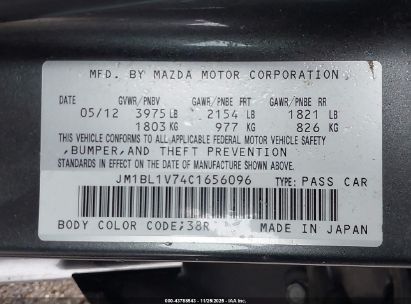 MFD. BY MAZDA MOTOR CORPORATION
DATE GVWR/PNBV GAWR/PNBE FRT GAWR/PNBE RR
05/12 3975 LB 2154 LB 1821 LB
1803 KG 977 KG 826 KG
THIS VEHICLE CONFORMS TO ALL APPLICABLE FEDERAL MOTOR VEHICLE SAFETY
,BUMPER,AND THEFT PREVENTION
STANDARDS IN EFFECT ON THE DATE OF MANUFACTURE SHOWN ABOVE.
JM1BL1V74C1656096 TYPE: PASS CAR
BODY COLOR CODE;38R MADE IN JAPAN